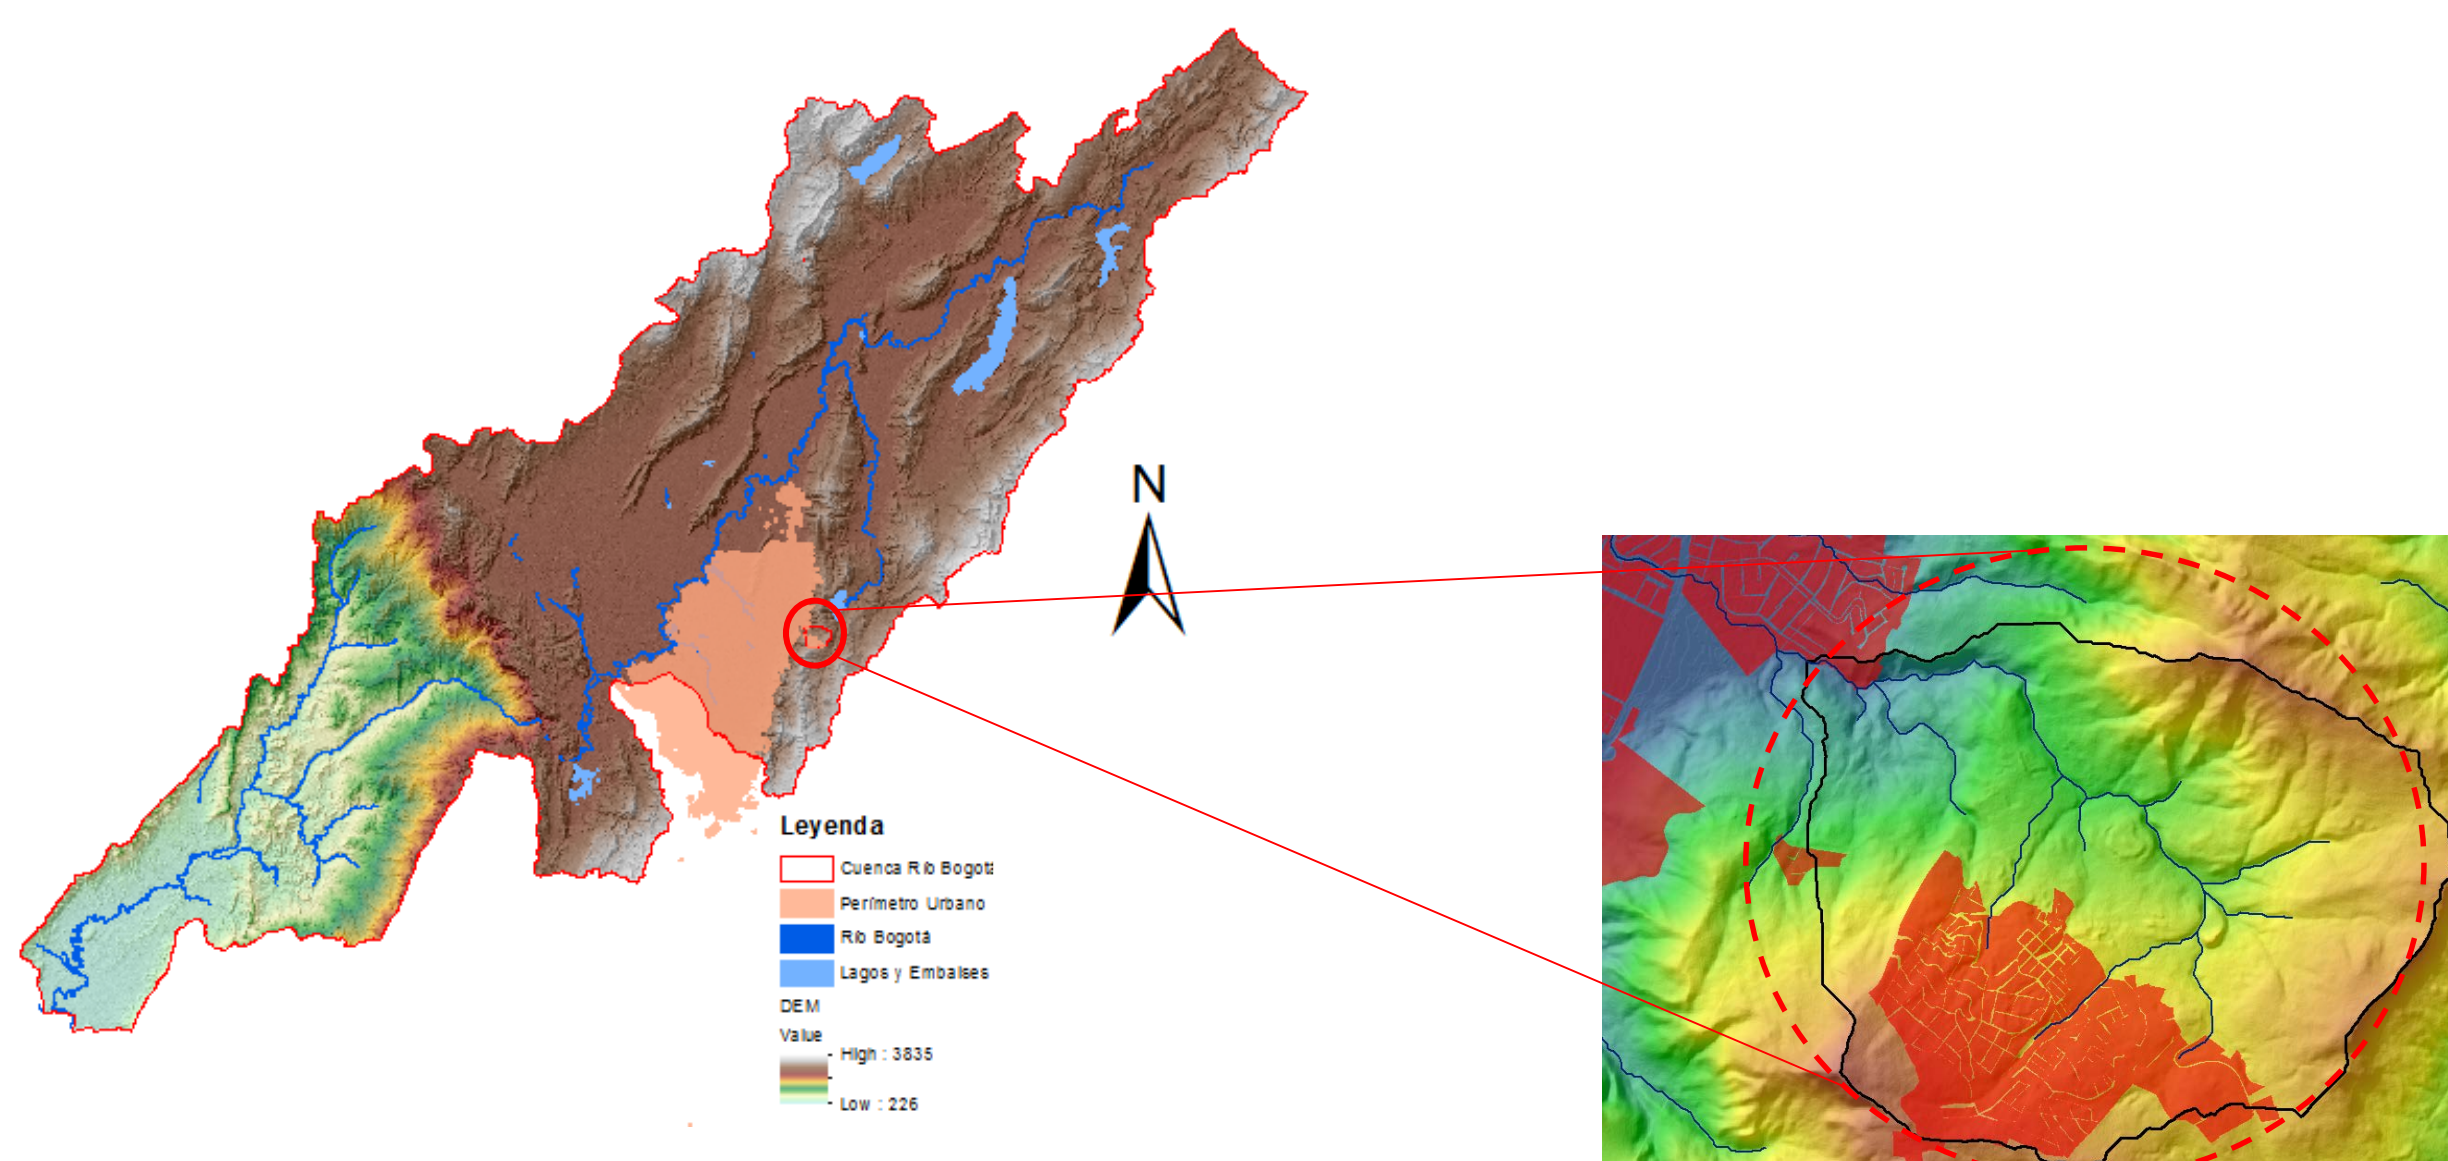 N
Leyenda
Cuenca Río Bogotá
Perímetro Urbano
Río Bogotá
Lagos y Embalses
DEM
Value
High : 3835
Low : 226